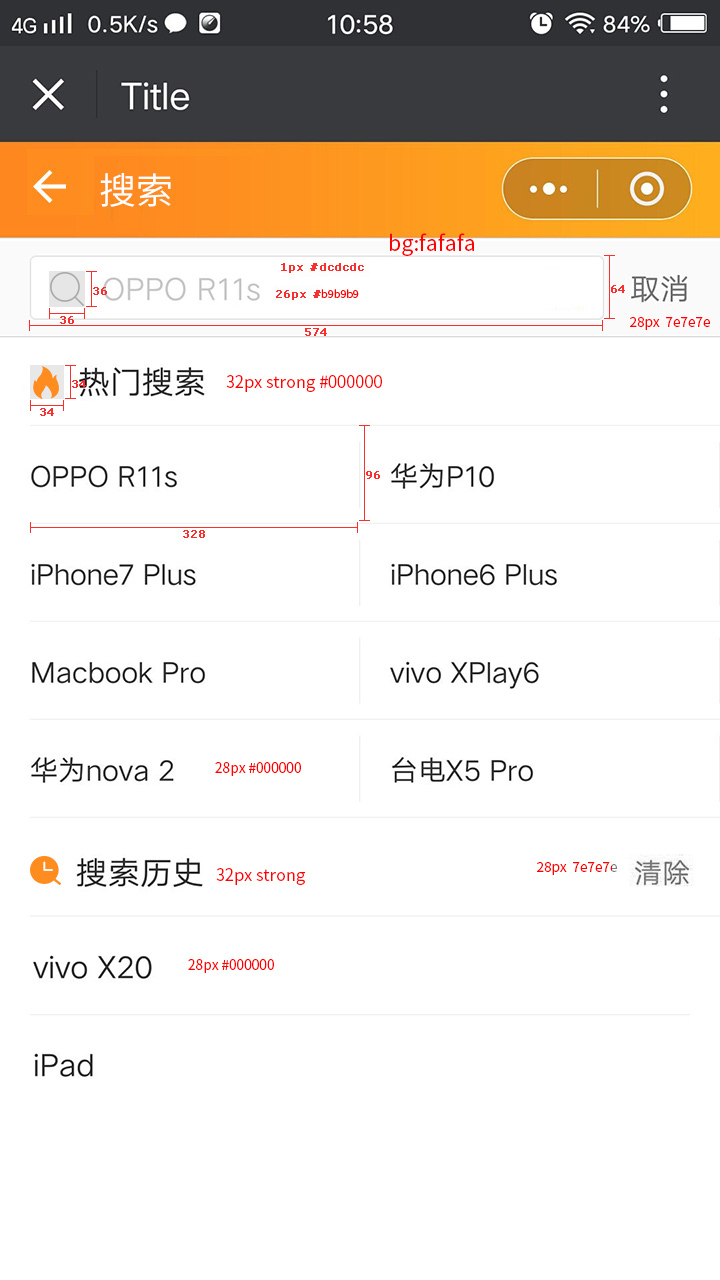 4G 0.5K/s 10:58 84%
Title
搜索
bg:fafafa
1px #dcdcdc
36 OPPO R11s 26px #b9b9b9 64 取消
36
28px 7e7e7e
574
34 热门搜索 32px strong #000000
34
OPPO R11s 96 华为P10
328
iPhone7 Plus iPhone6 Plus
Macbook Pro vivo XPlay6
华为nova 2 28px #000000 台电X5 Pro
搜索历史 32px strong 28px 7e7e7e 清除
vivo X20 28px #000000
iPad